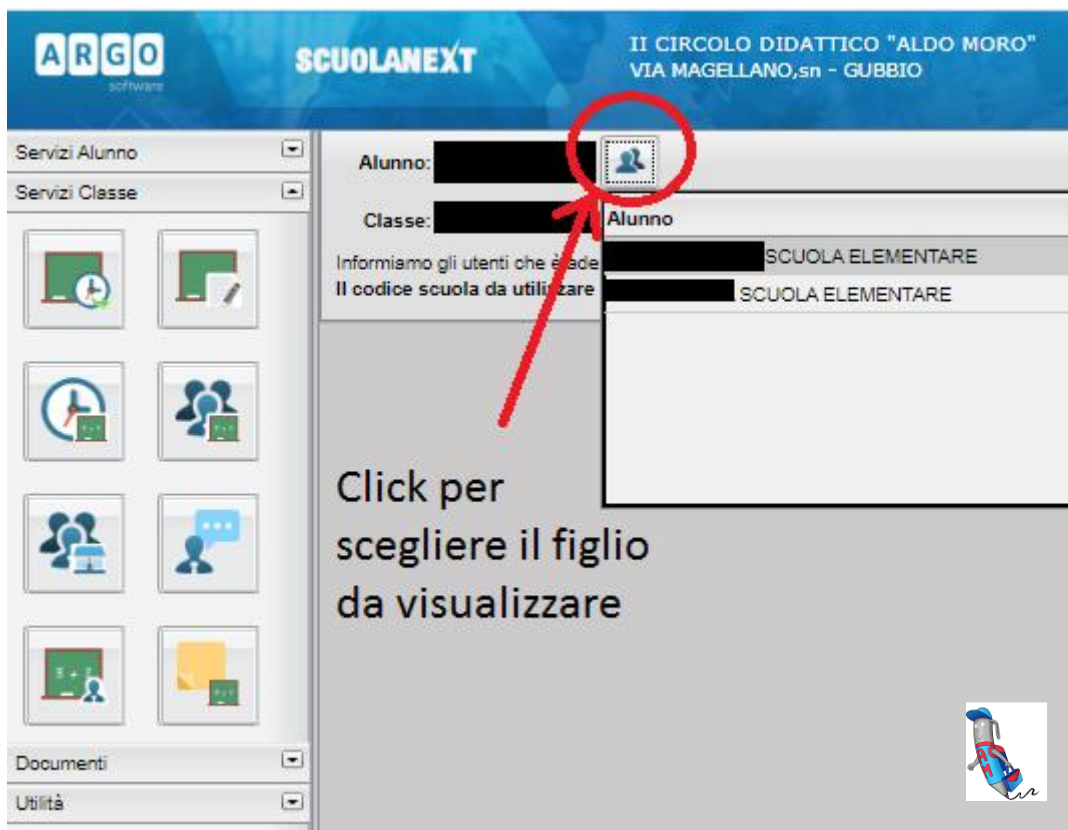 ARGO
software
SCUOLANEXT
II CIRCOLO DIDATTICO "ALDO MORO"
VIA MAGELLANO,sn - GUBBIO
Servizi Alunno
Servizi Classe
Documenti
Utilità
Alunno:
Classe:
Informiamo gli utenti che è ade
Il codice scuola da utilizzare
Alunno
SCUOLA ELEMENTARE
SCUOLA ELEMENTARE
Click per
scegliere il figlio
da visualizzare